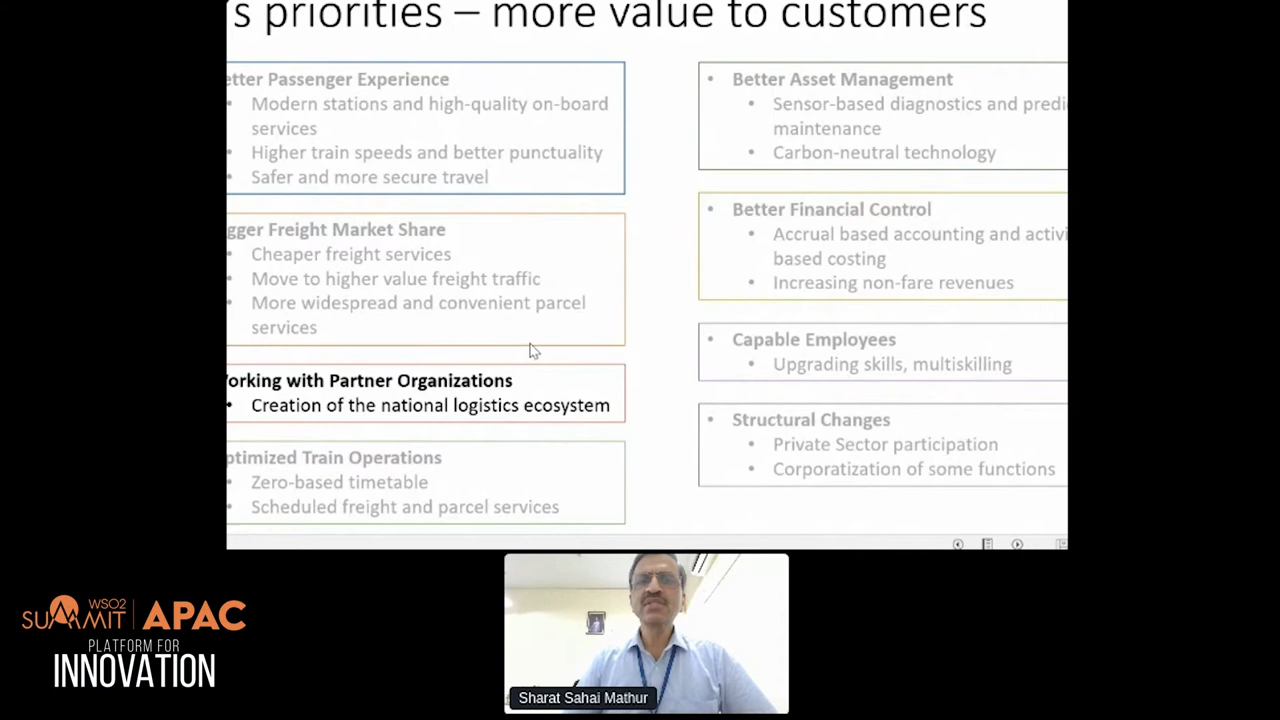 s priorities – more value to customers
etter Passenger Experience
• Modern stations and high-quality on-board
services
• Higher train speeds and better punctuality
• Safer and more secure travel
gger Freight Market Share
• Cheaper freight services
• Move to higher value freight traffic
• More widespread and convenient parcel
services
orking with Partner Organizations
• Creation of the national logistics ecosystem
ptimized Train Operations
• Zero-based timetable
• Scheduled freight and parcel services
• Better Asset Management
• Sensor-based diagnostics and predi
maintenance
• Carbon-neutral technology
• Better Financial Control
• Accrual based accounting and activi
based costing
• Increasing non-fare revenues
• Capable Employees
• Upgrading skills, multiskilling
• Structural Changes
• Private Sector participation
• Corporatization of some functions
WSO2
SUMMIT APAC
PLATFORM FOR
INNOVATION
Sharat Sahai Mathur